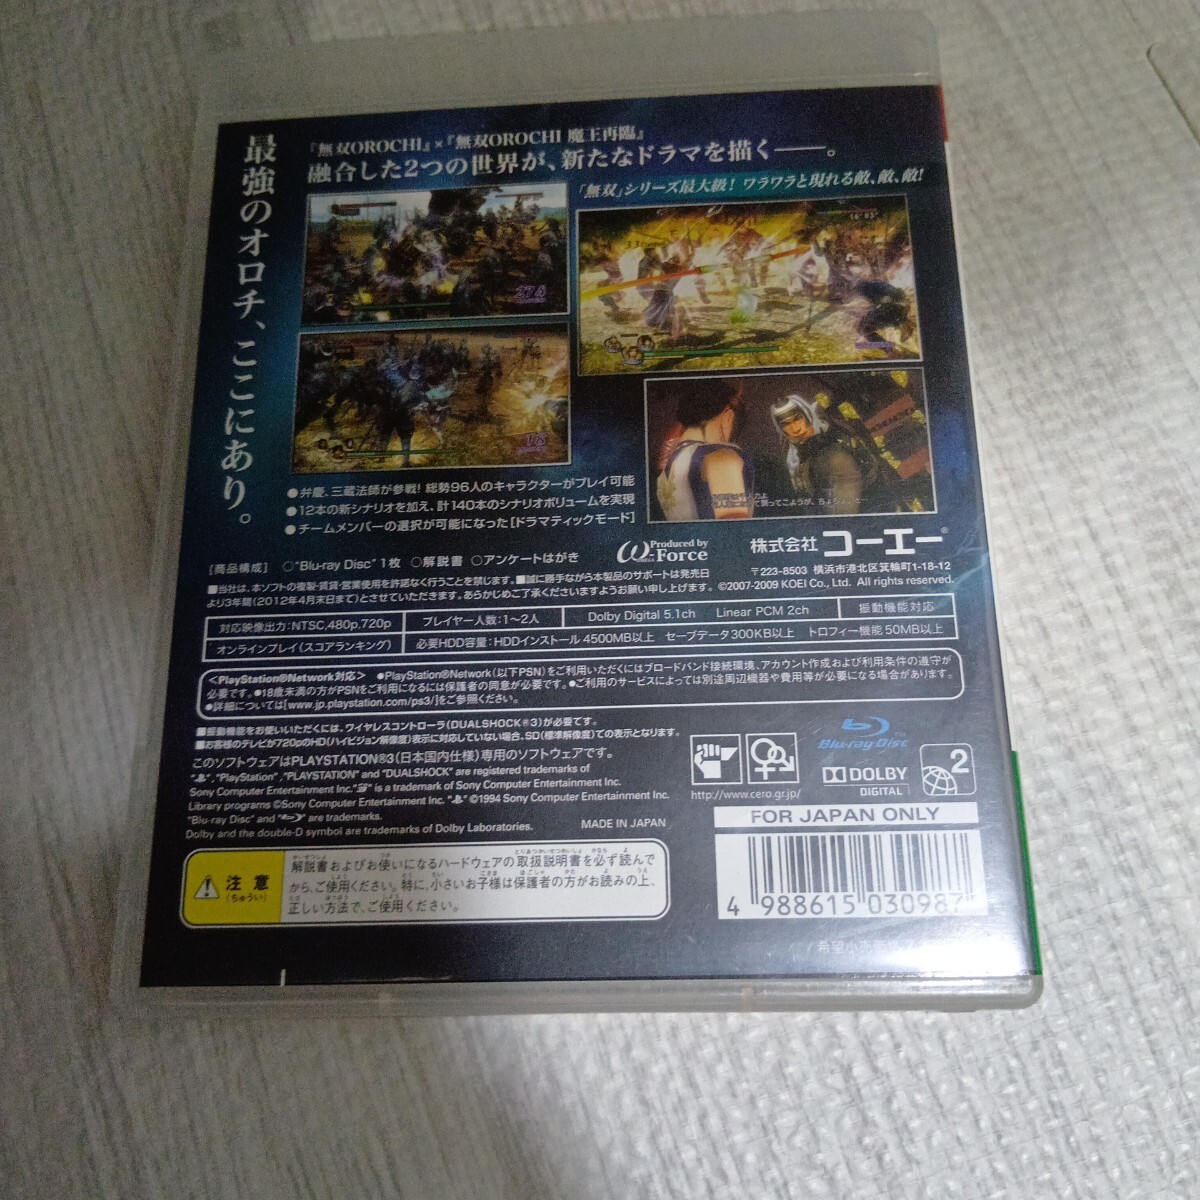 最強のオロチ、ここにあり。
『無双OROCHI』×『無双OROCHI 魔王再臨』
融合した2つの世界が、新たなドラマを描く――。
「無双」シリーズ最大級! ワラワラと現れる敵、敵、敵!
●弁慶、三蔵法師が参戦! 総勢96人のキャラクターがプレイ可能
●12本の新シナリオを加え、計140本のシナリオボリュームを実現
●チームメンバーの選択が可能になった[ドラマティックモード]
[商品構成] ○"Blu-ray Disc"1枚 ○解説書 ○アンケートはがき
Produced by
ω-Force
株式会社コーエー®
〒223-8503 横浜市港北区箕輪町1-18-12
©2007-2009 KOEI Co., Ltd. All rights reserved.
■当社は、本ソフトの複製・賃貸・営業使用を許諾なく行うことを禁じます。■誠に勝手ながら本製品のサポートは発売日
より3年間(2012年4月末日まで)とさせていただきます。あらかじめご了承くださいますようお願い申し上げます。
対応映像出力:NTSC,480p,720p
プレイヤー人数:1~2人
Dolby Digital 5.1ch Linear PCM 2ch
振動機能対応
オンラインプレイ(スコアランキング)
必要HDD容量:HDDインストール 4500MB以上 セーブデータ300KB以上 トロフィー機能50MB以上
<PlayStation®Network対応> ●PlayStation®Network(以下PSN)をご利用いただくにはブロードバンド接続環境、アカウント作成および利用条件の遵守が
必要です。●18歳未満の方がPSNをご利用になるには保護者の同意が必要です。●ご利用のサービスによっては別途周辺機器や費用等が必要になる場合があります。
●詳細については[www.jp.playstation.com/ps3/]をご参照ください。
■振動機能をお使いいただくには、ワイヤレスコントローラ(DUALSHOCK®3)が必要です。
■お客様のテレビが720pのHD(ハイビジョン解像度)表示に対応していない場合、SD(標準解像度)での表示となります。
このソフトウェアはPLAYSTATION®3(日本国内仕様)専用のソフトウェアです。
", "PlayStation", "PLAYSTATION" and "DUALSHOCK" are registered trademarks of
Sony Computer Entertainment Inc. " " is a trademark of Sony Computer Entertainment Inc.
Library programs ©Sony Computer Entertainment Inc. " " ©1994 Sony Computer Entertainment Inc.
"Blu-ray Disc" and " " are trademarks.
Dolby and the double-D symbol are trademarks of Dolby Laboratories.
MADE IN JAPAN
http://www.cero.gr.jp/
Blu-ray Disc™
DOLBY
DIGITAL
2
FOR JAPAN ONLY
4 988615 030987
注意
(ちゅうい)
解説書およびお使いになるハードウェアの取扱説明書を必ず読んで
から、ご使用ください。特に、小さいお子様は保護者の方がお読みの上、
正しい方法で、ご使用ください。